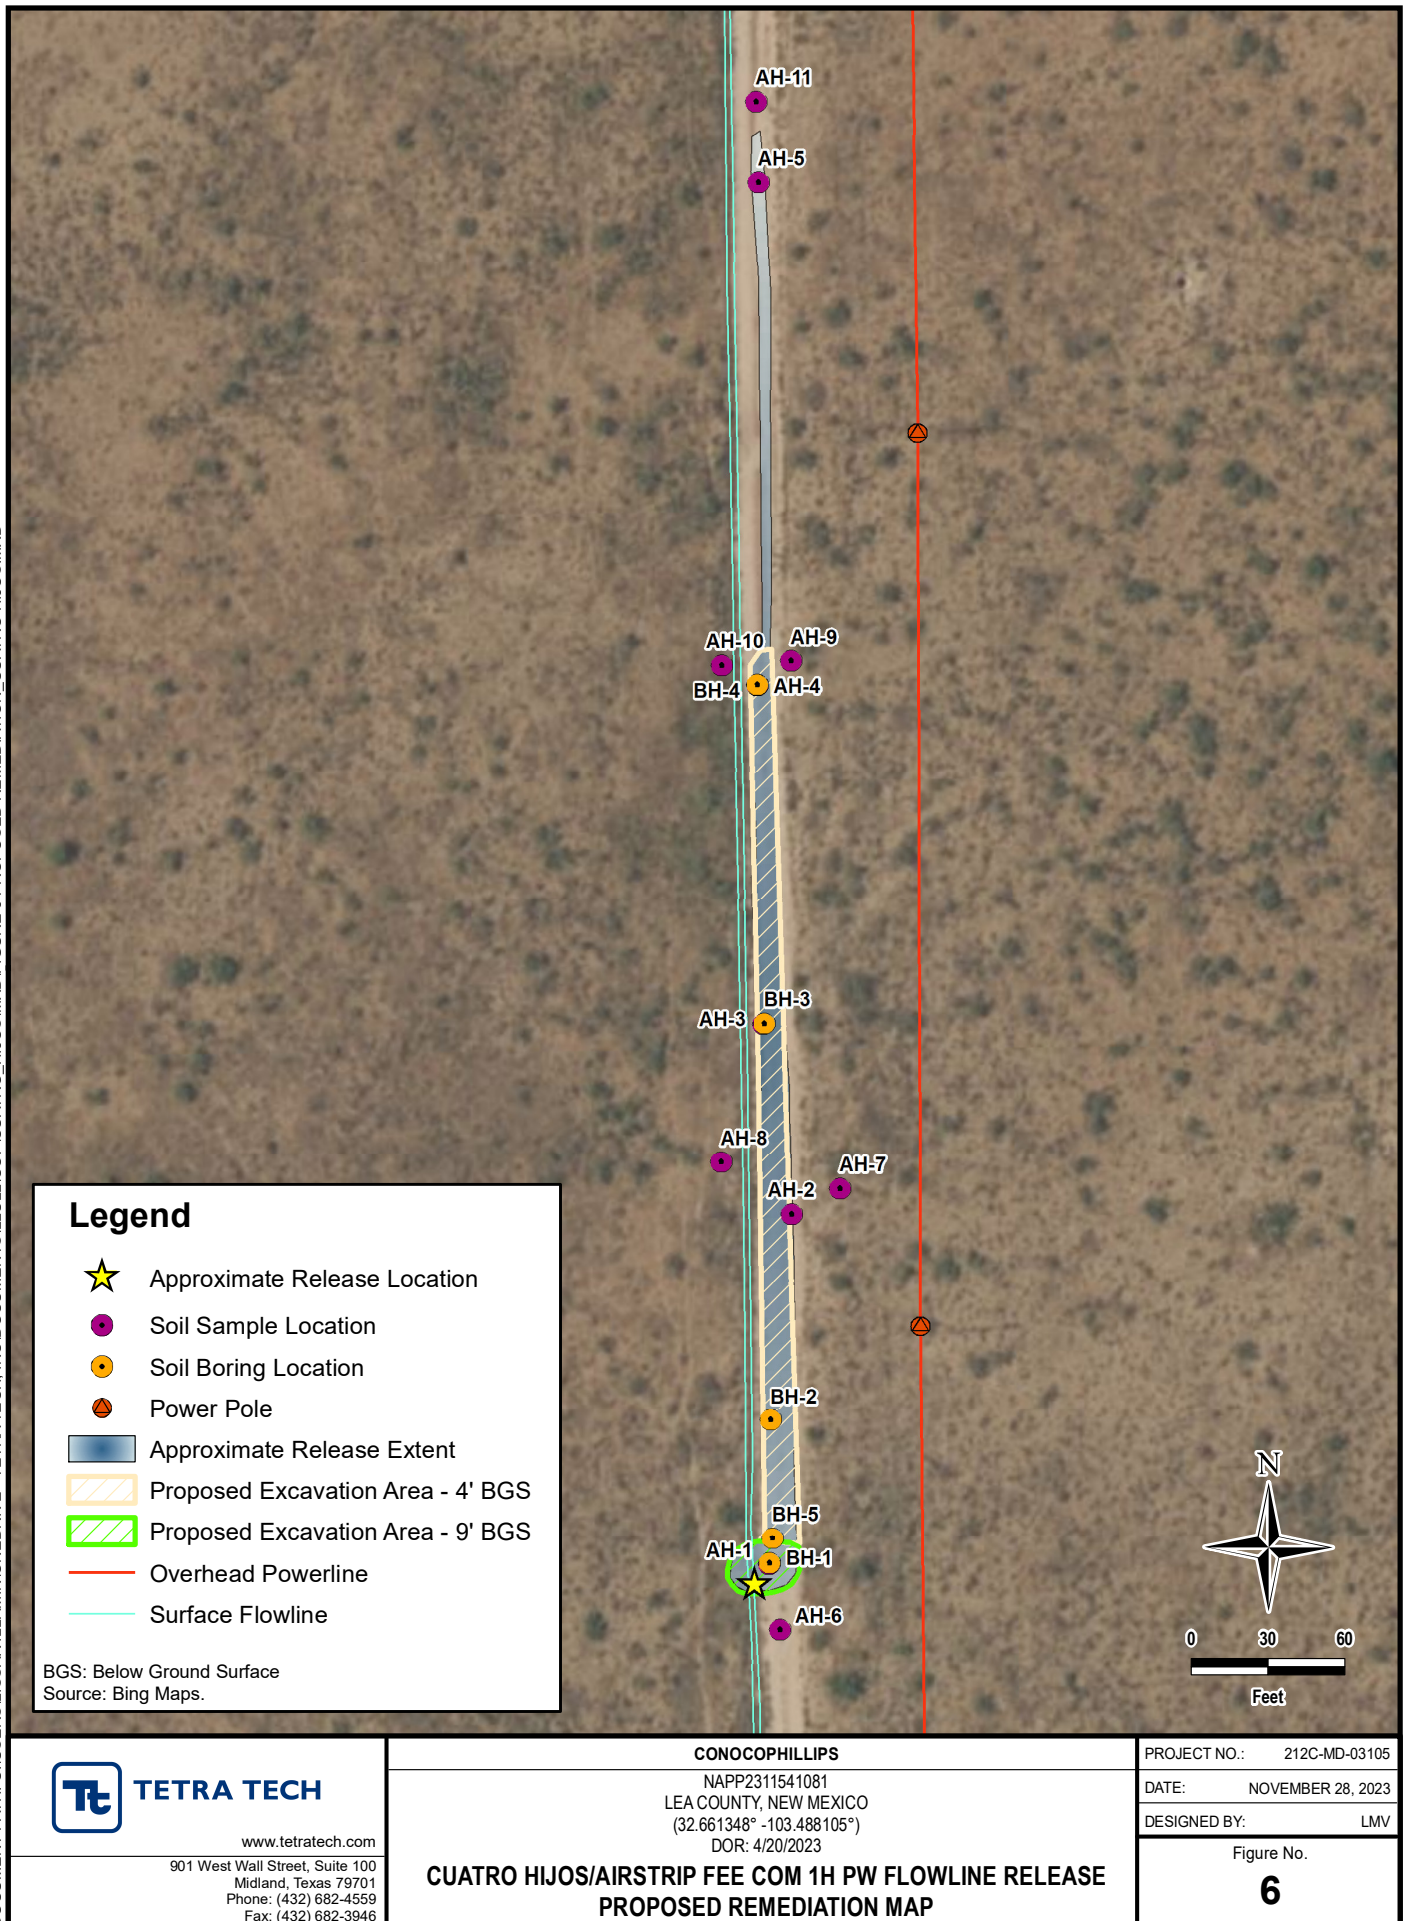 AH-11
AH-5
AH-10
AH-9
BH-4
AH-4
BH-3
AH-3
AH-8
AH-7
AH-2
BH-2
BH-5
AH-1
BH-1
AH-6
Legend
Approximate Release Location
Soil Sample Location
Soil Boring Location
Power Pole
Approximate Release Extent
Proposed Excavation Area - 4' BGS
Proposed Excavation Area - 9' BGS
Overhead Powerline
Surface Flowline
BGS: Below Ground Surface
Source: Bing Maps.
N
0 30 60
Feet
Tt TETRA TECH
www.tetratech.com
901 West Wall Street, Suite 100
Midland, Texas 79701
Phone: (432) 682-4559
Fax: (432) 682-3946
CONOCOPHILLIPS
NAPP2311541081
LEA COUNTY, NEW MEXICO
(32.661348° -103.488105°)
DOR: 4/20/2023
CUATRO HIJOS/AIRSTRIP FEE COM 1H PW FLOWLINE RELEASE
PROPOSED REMEDIATION MAP
PROJECT NO.: 212C-MD-03105
DATE: NOVEMBER 28, 2023
DESIGNED BY: LMV
Figure No.
6